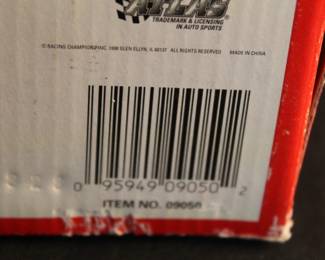 ATLAS
TRADEMARK & LICENSING
IN AUTO SPORTS
© RACING CHAMPIONS, INC. 1998 GLEN ELLYN, IL 60137 ALL RIGHTS RESERVED MADE IN CHINA
0 95949 09050 2
ITEM NO. 09050